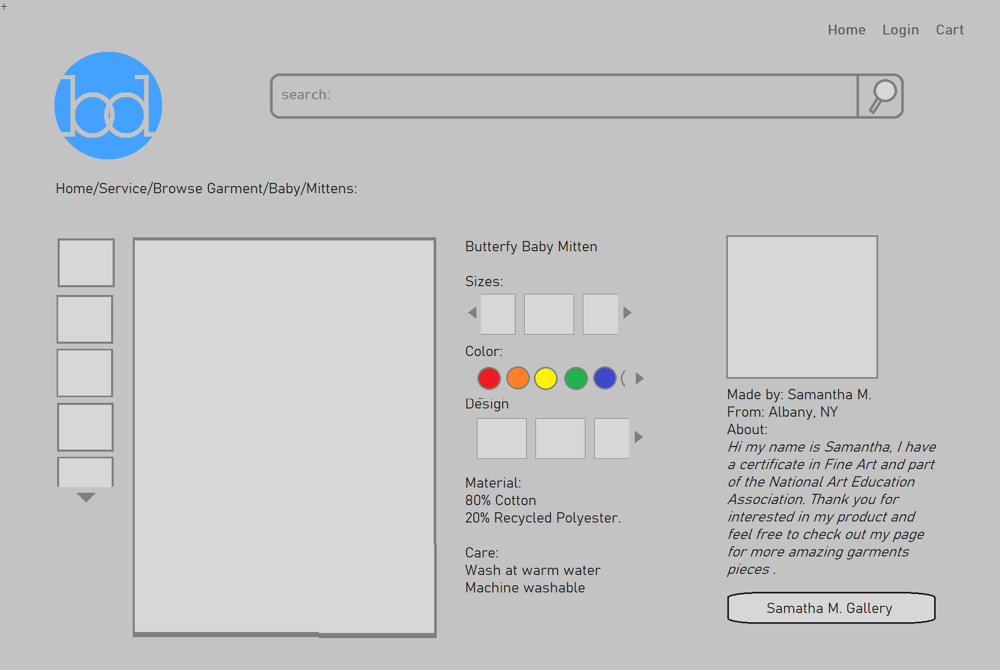 Home Login Cart
bd
search:
Home/Service/Browse Garment/Baby/Mittens:
Butterfy Baby Mitten
Sizes:
Color:
Design
Material:
80% Cotton
20% Recycled Polyester.
Care:
Wash at warm water
Machine washable
Made by: Samantha M.
From: Albany, NY
About:
Hi my name is Samantha, I have
a certificate in Fine Art and part
of the National Art Education
Association. Thank you for
interested in my product and
feel free to check out my page
for more amazing garments
pieces .
Samatha M. Gallery